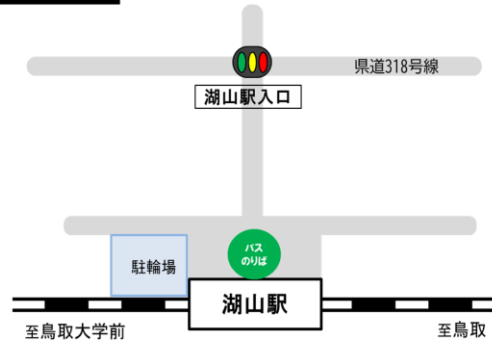 県道318号線
湖山駅入口
バス
のりば
駐輪場
湖山駅
至鳥取大学前
至鳥取